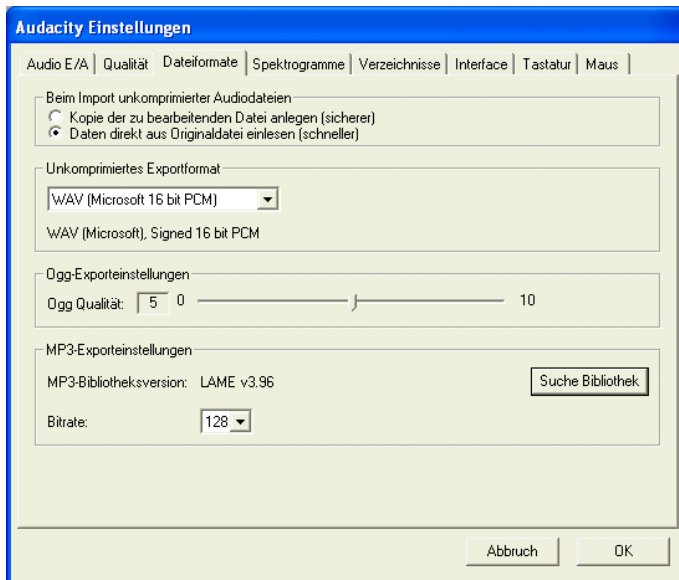 Audacity Einstellungen
Audio E/A Qualität Dateiformate Spektrogramme Verzeichnisse Interface Tastatur Maus
Beim Import unkomprimierter Audiodateien
Kopie der zu bearbeitenden Datei anlegen (sicherer)
Daten direkt aus Originaldatei einlesen (schneller)
Unkomprimiertes Exportformat
WAV (Microsoft 16 bit PCM)
WAV (Microsoft), Signed 16 bit PCM
Ogg-Exporteinstellungen
Ogg Qualität: 5 0 10
MP3-Exporteinstellungen
MP3-Bibliotheksversion: LAME v3.96 Suche Bibliothek
Bitrate: 128
Abbruch OK